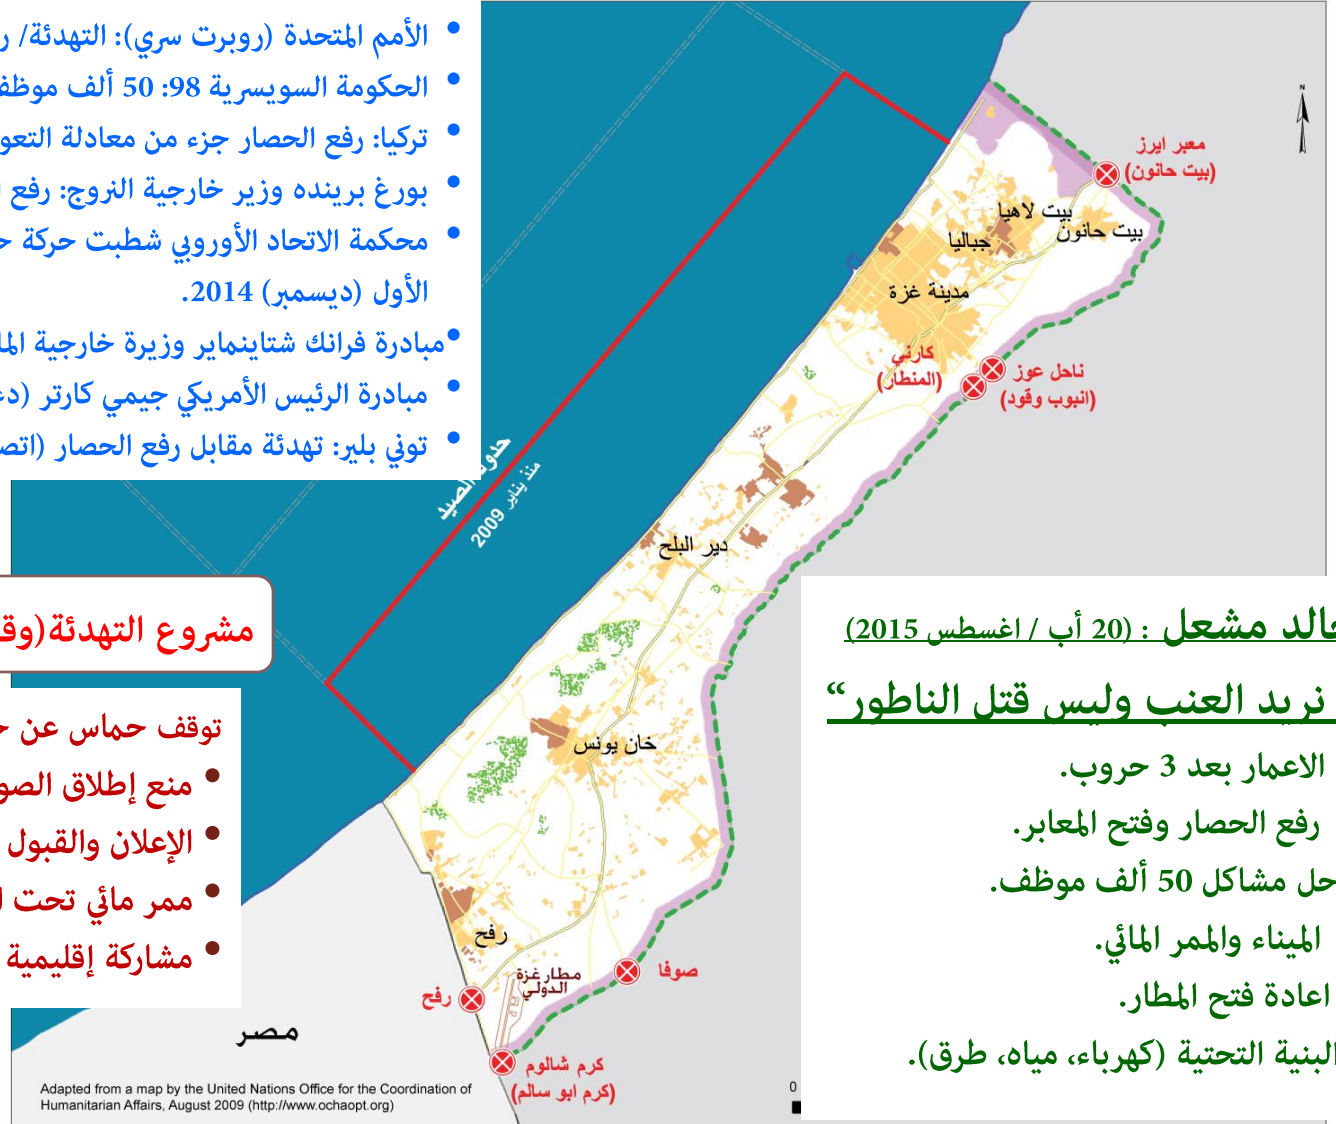 الأمم المتحدة (روبرت سري): التهدئة/
الحكومة السويسرية 98: 50 ألف
تركيا: رفع الحصار جزء من معادلة
بورغ برينده وزير خارجية النروج: رفع
محكمة الاتحاد الأوروبي شطبت حركة
الأول (ديسمبر) 2014.
مبادرة فرانك شتاينماير وزيرة خارجية
مبادرة الرئيس الأمريكي جيمي كارتر
توني بلير: تهدئة مقابل رفع الحصار
N
معبر ايرز
(بيت حانون)
بيت لاهيا
بيت حانون
جباليا
مدينة غزة
كارني
(المنطار)
ناحل عوز
(انبوب وقود)
حدود الصيد
منذ يناير 2009
دير البلح
مشروع التهدئة
توقف حماس عن
منع إطلاق
الإعلان والقبول
ممر مائي تحت
مشاركة إقليمية
مشعل : (20 أب / اغسطس 2015)
نريد العنب وليس قتل الناطور“
الاعمار بعد 3 حروب.
رفع الحصار وفتح المعابر.
حل مشاكل 50 ألف موظف.
الميناء والممر المائي.
اعادة فتح المطار.
البنية التحتية (كهرباء، مياه، طرق).
خان يونس
رفح
مطار غزة
الدولي
صوفا
رفح
كرم شالوم
(كرم ابو سالم)
مصر
Adapted from a map by the United Nations Office for the Coordination of
Humanitarian Affairs, August 2009 (http://www.ochaopt.org)
0